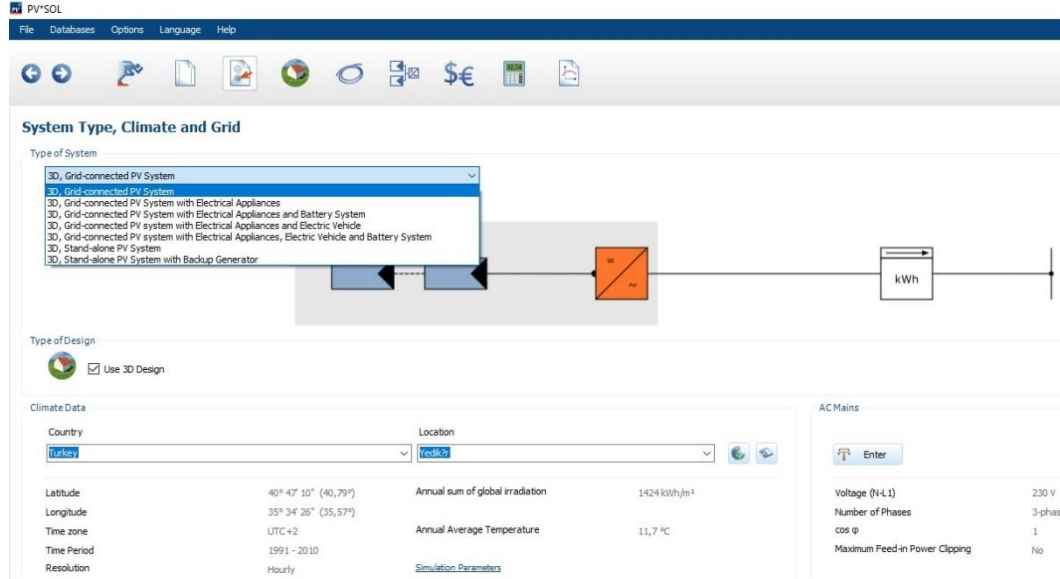 PV*SOL
File Databases Options Language Help
System Type, Climate and Grid
Type of System
3D, Grid-connected PV System
3D, Grid-connected PV System
3D, Grid-connected PV System with Electrical Appliances
3D, Grid-connected PV System with Electrical Appliances and Battery System
3D, Grid-connected PV system with Electrical Appliances and Electric Vehicle
3D, Grid-connected PV system with Electrical Appliances, Electric Vehicle and Battery System
3D, Stand-alone PV System
3D, Stand-alone PV System with Backup Generator
= ~
kWh
Type of Design
Use 3D Design
Climate Data
AC Mains
Country
Location
Turkey
Yedik?r
Enter
Latitude 40° 47' 10" (40,79°) Annual sum of global irradiation 1424 kWh/m² Voltage (N-L1) 230 V
Longitude 35° 34' 26" (35,57°) Number of Phases 3-phas
Time zone UTC+2 Annual Average Temperature 11,7 °C cos φ 1
Time Period 1991 - 2010 Maximum Feed-in Power Clipping No
Resolution Hourly Simulation Parameters